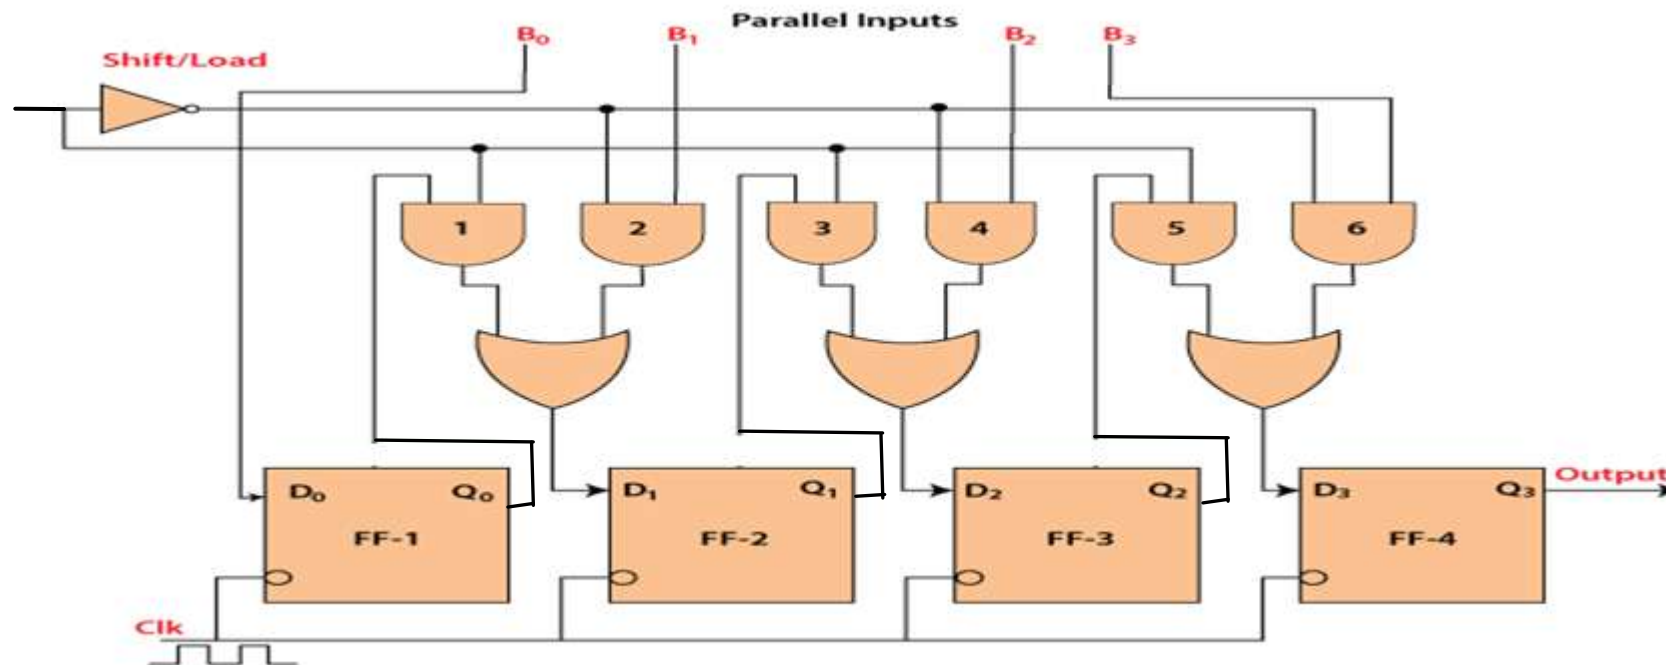 Parallel Inputs
B₀ B₁ B₂ B₃
Shift/Load
1 2 3 4 5 6
D₀ Q₀ D₁ Q₁ D₂ Q₂ D₃ Q₃ Output
FF-1 FF-2 FF-3 FF-4
Clk